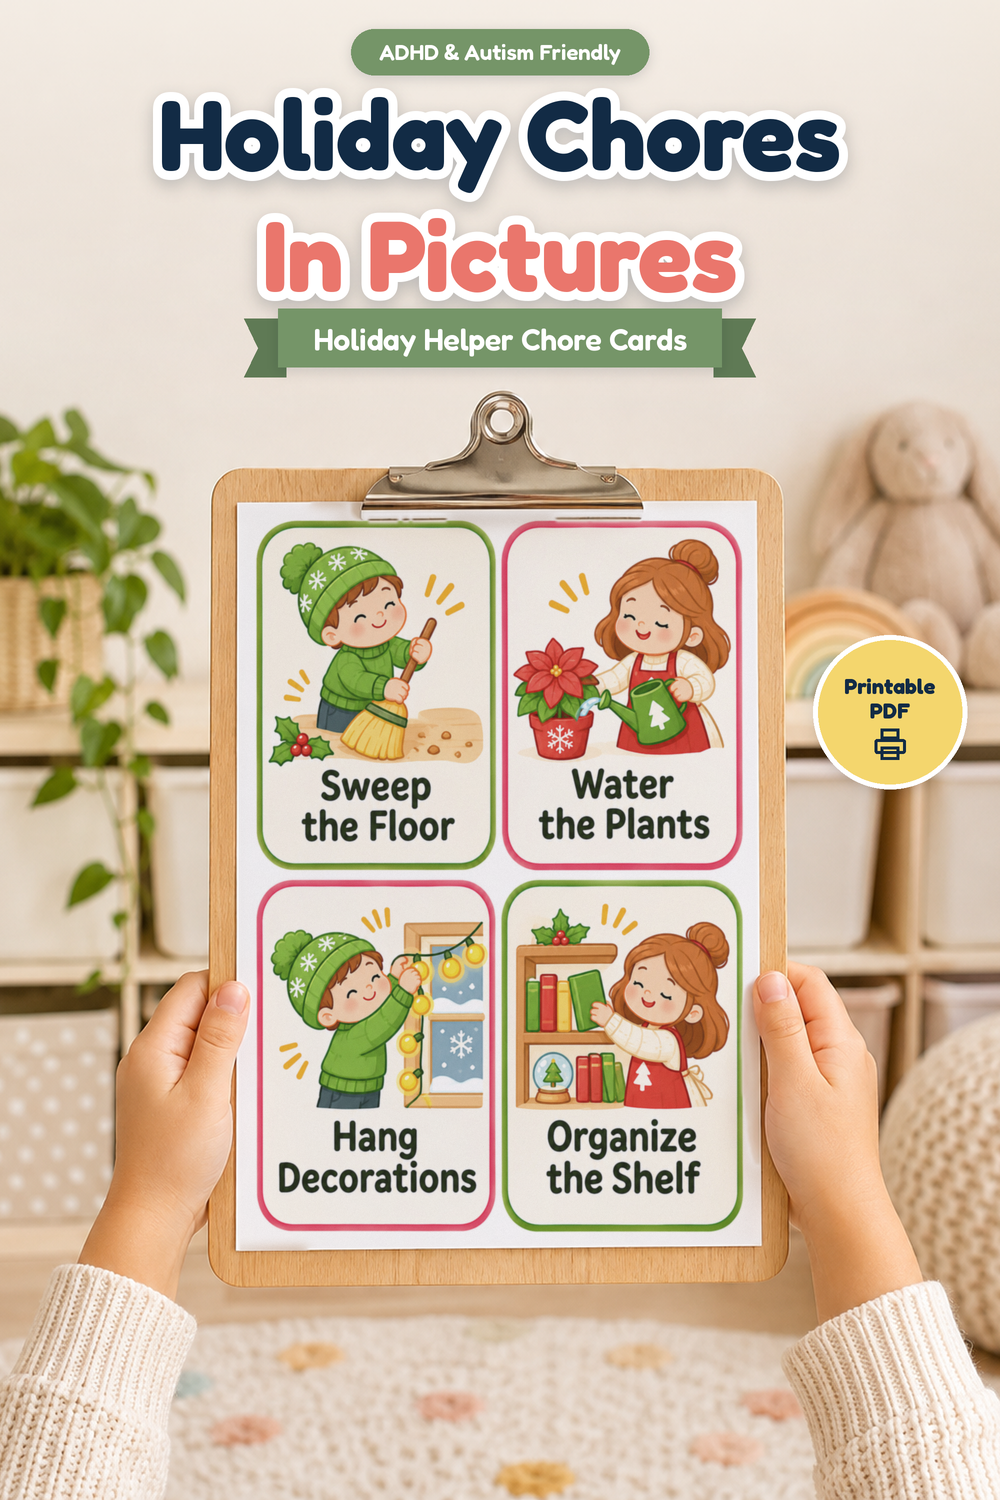 ADHD & Autism Friendly
Holiday Chores
In Pictures
Holiday Helper Chore Cards
Printable
PDF
Sweep
the Floor
Water
the Plants
Hang
Decorations
Organize
the Shelf